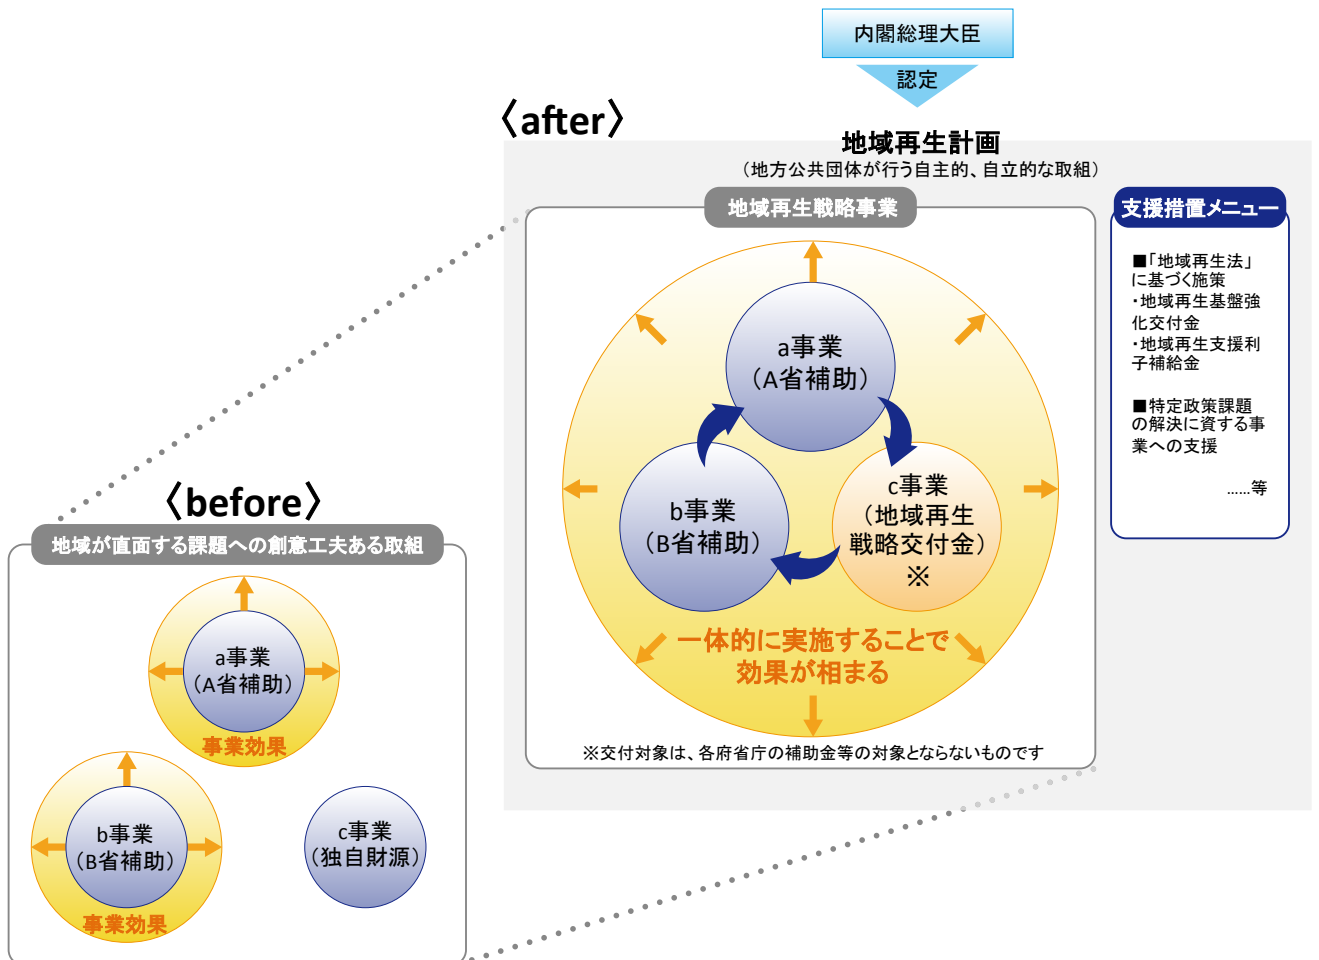 内閣総理大臣
認定
〈after〉
地域再生計画
（地方公共団体が行う自主的、自立的な取組）
地域再生戦略事業
a事業
（A省補助）
b事業
（B省補助）
c事業
（地域再生
戦略交付金）
※
一体的に実施することで
効果が相まる
※交付対象は、各府省庁の補助金等の対象とならないものです
支援措置メニュー
■「地域再生法」
に基づく施策
・地域再生基盤強
化交付金
・地域再生支援利
子補給金
■特定政策課題
の解決に資する事
業への支援
……等
〈before〉
地域が直面する課題への創意工夫ある取組
a事業
（A省補助）
事業効果
b事業
（B省補助）
事業効果
c事業
（独自財源）